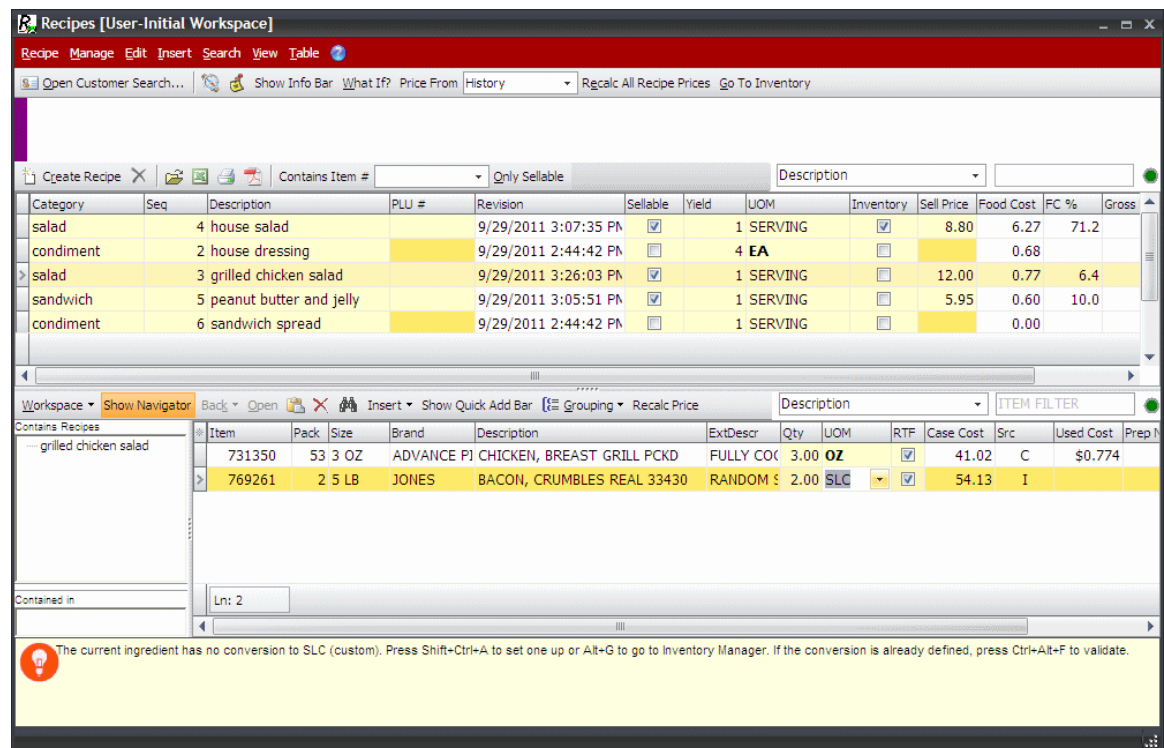 Recipes [User-Initial Workspace]
Recipe Manage Edit Insert Search View Table
Open Customer Search... Show Info Bar What If? Price From History Recalc All Recipe Prices Go To Inventory
Create Recipe Contains Item # Only Sellable Description
Category Seq Description PLU # Revision Sellable Yield UOM Inventory Sell Price Food Cost FC % Gross
salad 4 house salad 9/29/2011 3:07:35 PM 1 SERVING 8.80 6.27 71.2
condiment 2 house dressing 9/29/2011 2:44:42 PM 4 EA 0.68
salad 3 grilled chicken salad 9/29/2011 3:26:03 PM 1 SERVING 12.00 0.77 6.4
sandwich 5 peanut butter and jelly 9/29/2011 3:05:51 PM 1 SERVING 5.95 0.60 10.0
condiment 6 sandwich spread 9/29/2011 2:44:42 PM 1 SERVING 0.00
Workspace Show Navigator Back Open Insert Show Quick Add Bar Grouping Recalc Price Description ITEM FILTER
Contains Recipes
grilled chicken salad
Item Pack Size Brand Description ExtDescr Qty UOM RTF Case Cost Src Used Cost Prep N
731350 53 3 OZ ADVANCE PI CHICKEN, BREAST GRILL PCKD FULLY COO 3.00 OZ 41.02 C $0.774
769261 2 5 LB JONES BACON, CRUMBLES REAL 33430 RANDOM S 2.00 SLC 54.13 I
Contained in
Ln: 2
The current ingredient has no conversion to SLC (custom). Press Shift+Ctrl+A to set one up or Alt+G to go to Inventory Manager. If the conversion is already defined, press Ctrl+Alt+F to validate.